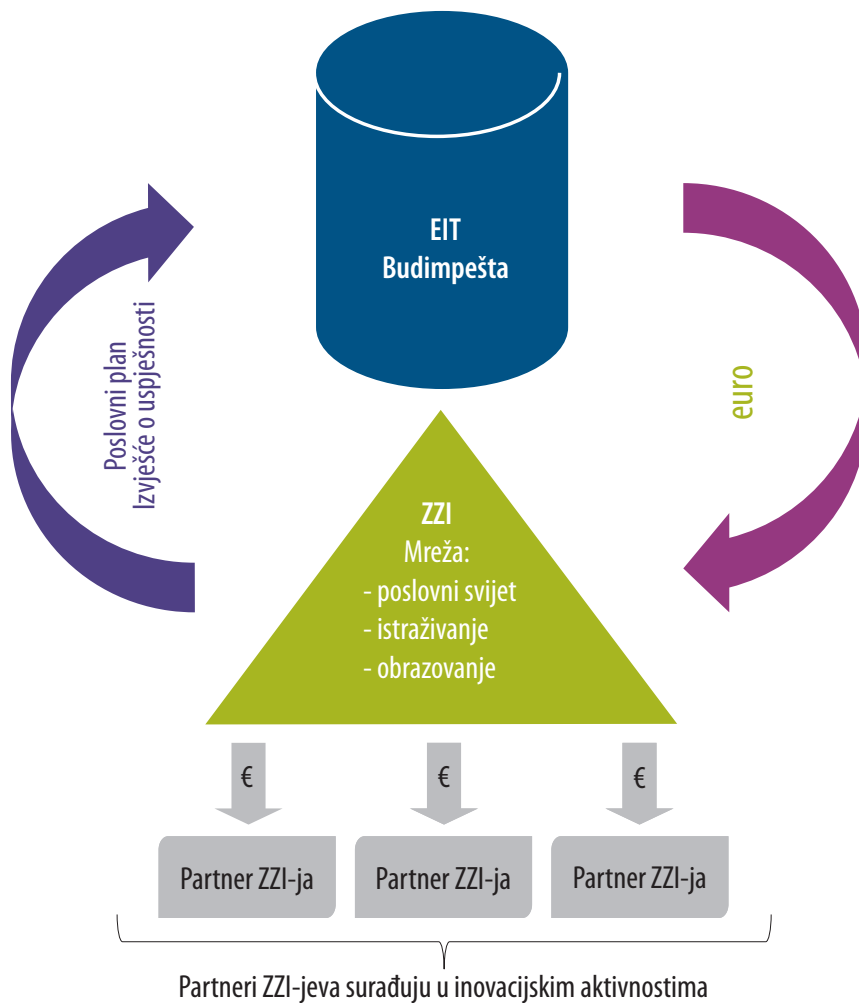 EIT
Budimpešta
Poslovni plan
Izvješće o uspješnosti
euro
ZZI
Mreža:
- poslovni svijet
- istraživanje
- obrazovanje
€
€
€
Partner ZZI-ja
Partner ZZI-ja
Partner ZZI-ja
Partneri ZZI-jeva surađuju u inovacijskim aktivnostima